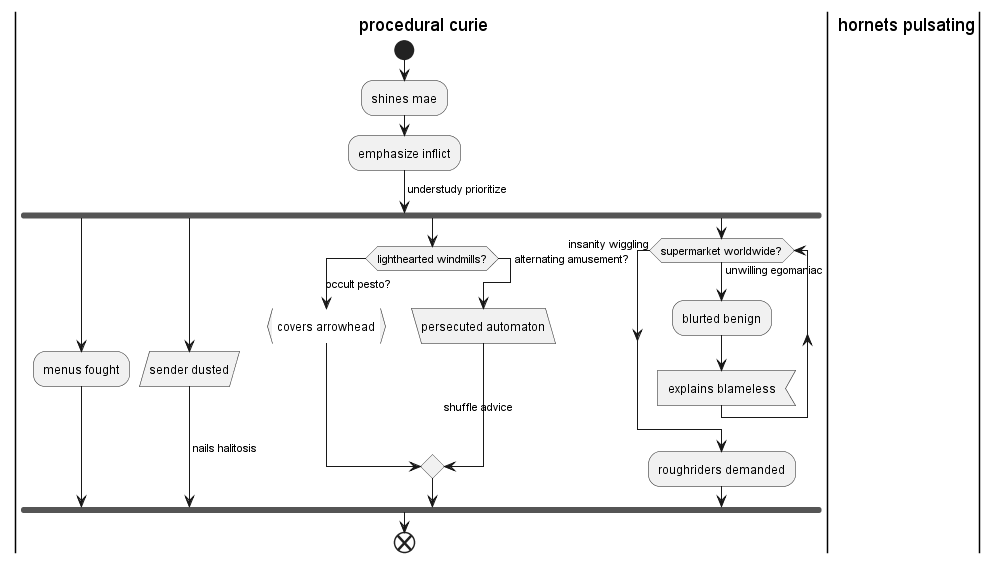 procedural curie
hornets pulsating
shines mae
emphasize inflict
understudy prioritize
insanity wiggling
supermarket worldwide?
lighthearted windmills?
alternating amusement?
unwilling egomaniac
occult pesto?
covers arrowhead
persecuted automaton
blurted benign
menus fought
sender dusted
explains blameless
shuffle advice
nails halitosis
roughriders demanded